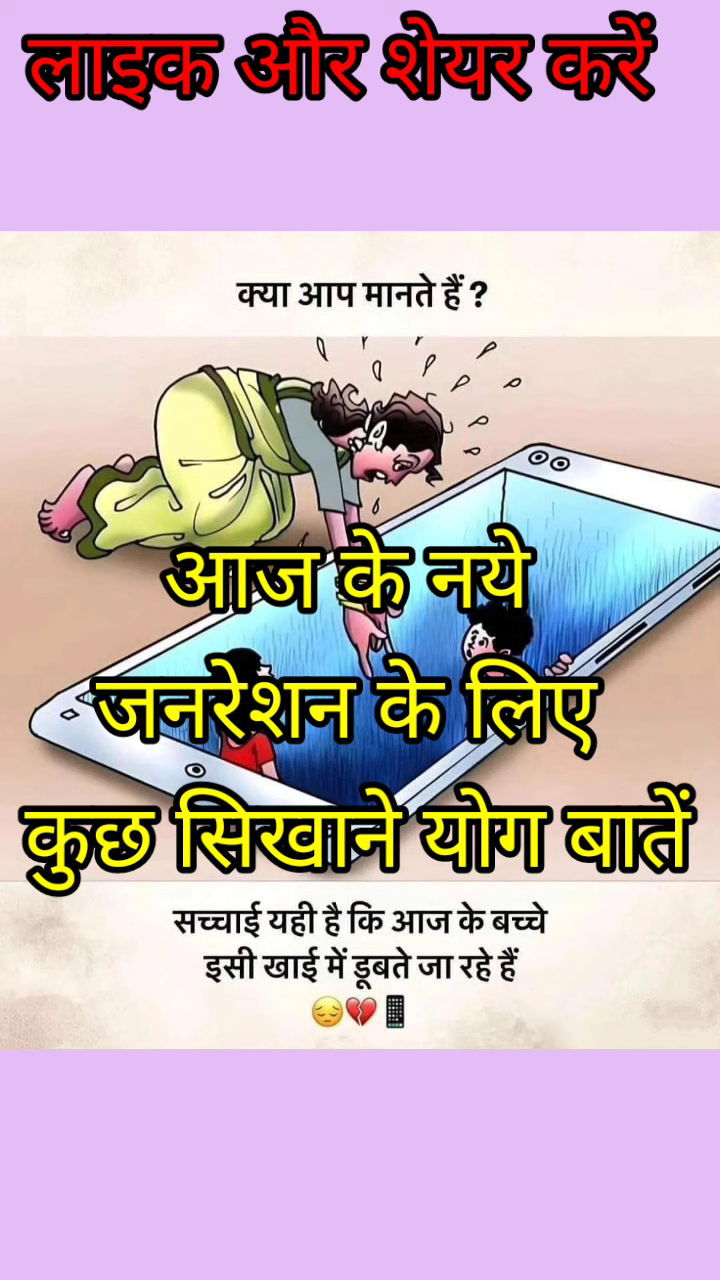 लाइक और शेयर करें
क्या आप मानते हैं ?
आज के नये
जनरेशन के लिए
कुछ सिखाने योग बातें
सच्चाई यही है कि आज के बच्चे
इसी खाई में डूबते जा रहे हैं
😔💔📱